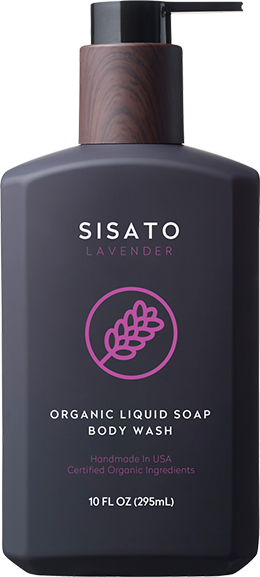 SISATO
LAVENDER
ORGANIC LIQUID SOAP
BODY WASH
Handmade In USA
Certified Organic Ingredients
10 FL OZ (295mL)